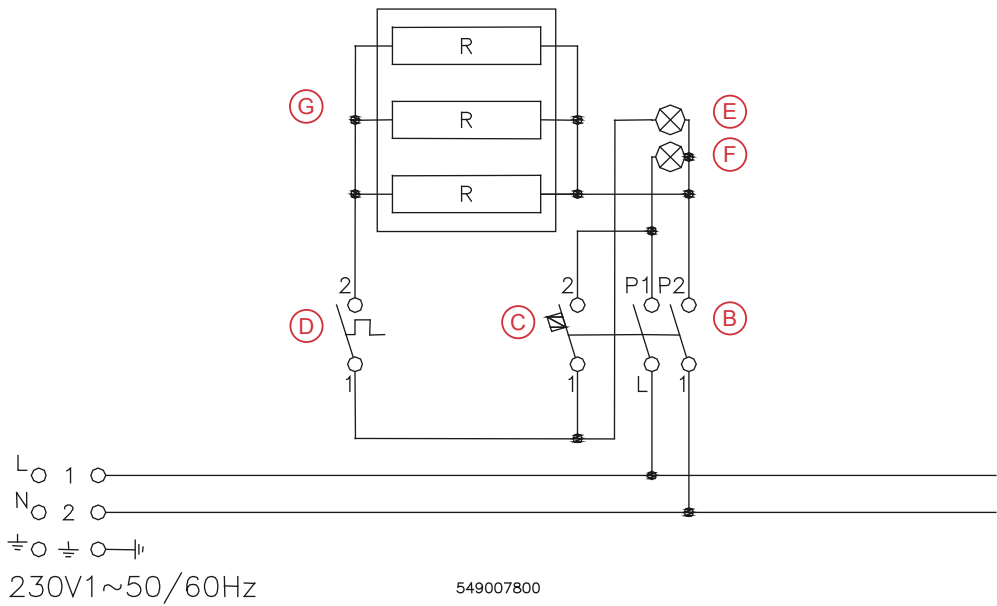 R
G
R
E
F
R
2 2 P1 P2
D C B
1 1 L 1
L 1
N 2
230V1~50/60Hz
549007800